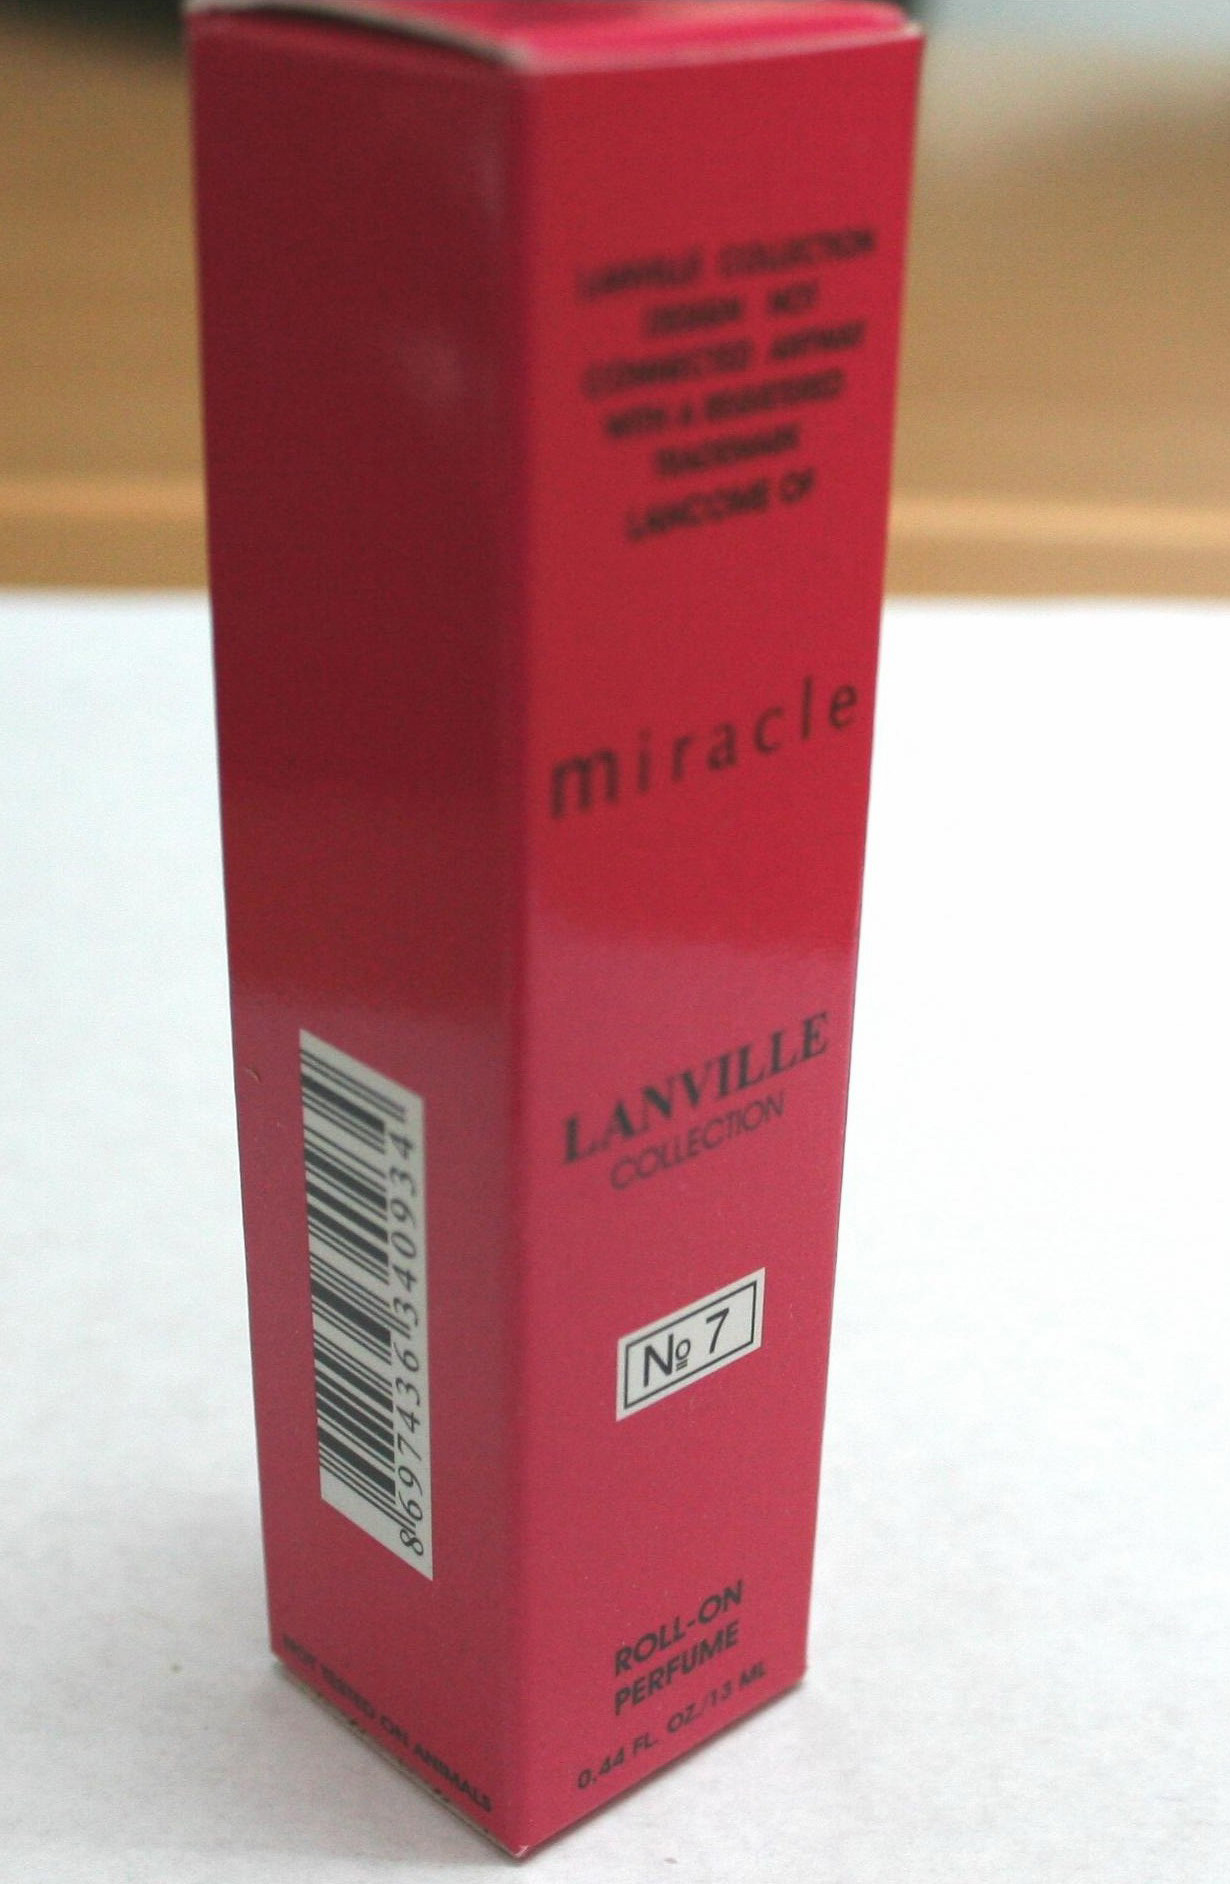 LANVILLE COLLECTION
DESIGN NOT
CONNECTED
WITH A REGISTERED
TRADEMARK
LANCOME OF
miracle
LANVILLE
COLLECTION
№ 7
ROLL-ON
PERFUME
0.44 FL. OZ./13 ML
8 697436 340934
NOT TESTED ON ANIMALS